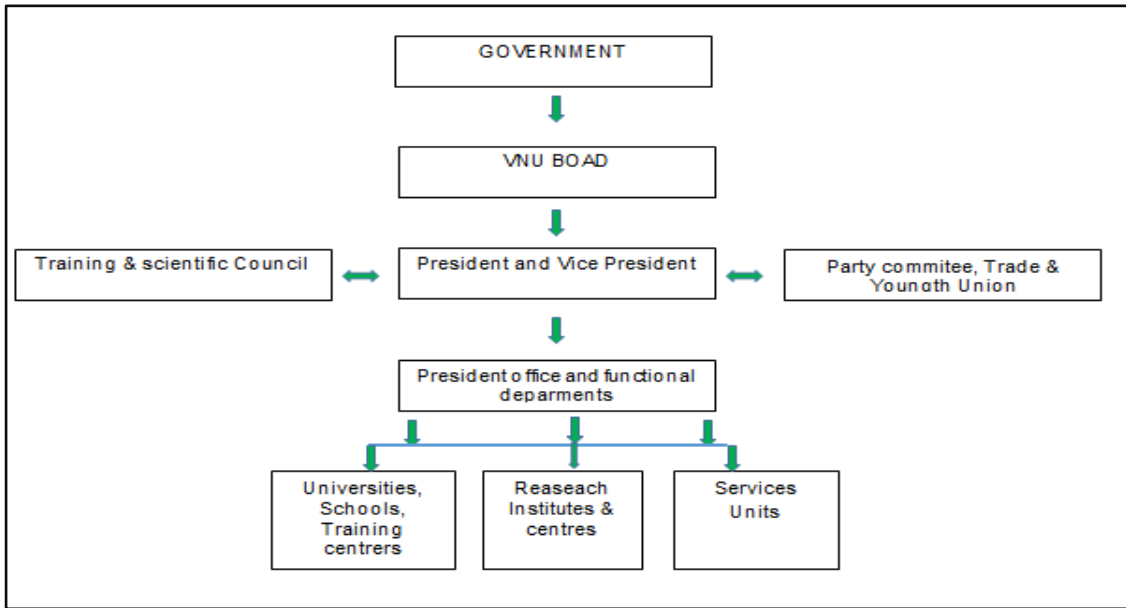 GOVERNMENT
VNU BOAD
Training & scientific Council
President and Vice President
Party commitee, Trade &
Younoth Union
President office and functional
deparments
Universities,
Schools,
Training
centrers
Reaseach
Institutes &
centres
Services
Units